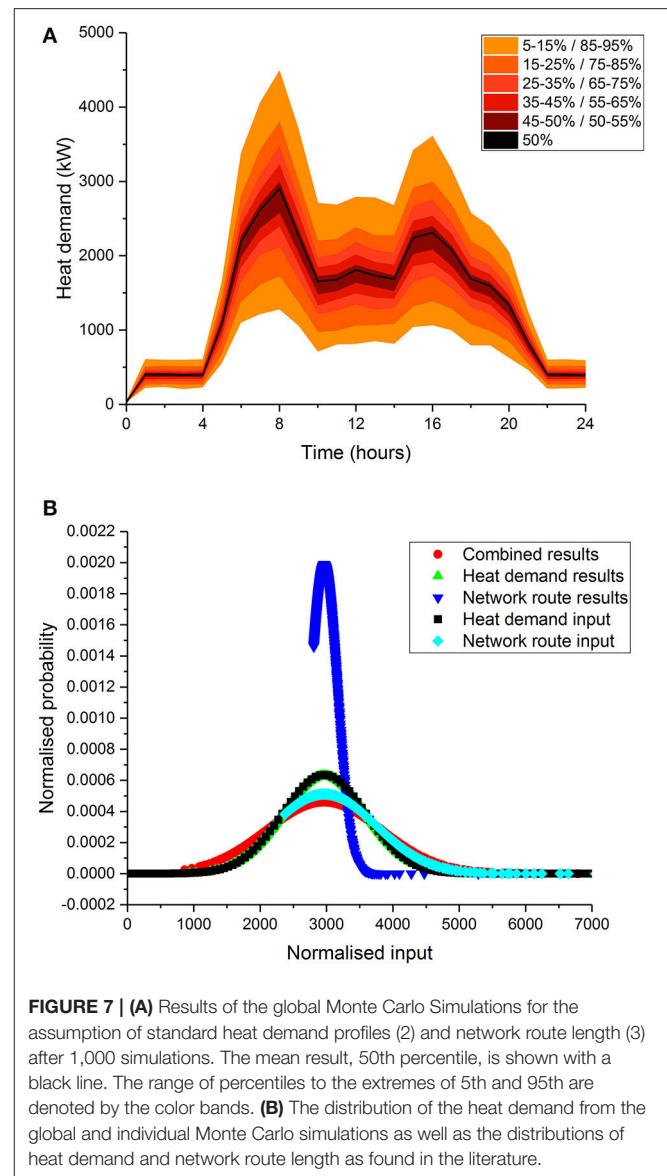 A
5000
4000
3000
2000
1000
0
Heat demand (kW)
0 4 8 12 16 20 24
Time (hours)
5-15% / 85-95%
15-25% / 75-85%
25-35% / 65-75%
35-45% / 55-65%
45-50% / 50-55%
50%
B
0.0022
0.0020
0.0018
0.0016
0.0014
0.0012
0.0010
0.0008
0.0006
0.0004
0.0002
0.0000
-0.0002
Normalised probability
0 1000 2000 3000 4000 5000 6000 7000
Normalised input
Combined results
Heat demand results
Network route results
Heat demand input
Network route input
FIGURE 7 | (A) Results of the global Monte Carlo Simulations for the
assumption of standard heat demand profiles (2) and network route length (3)
after 1,000 simulations. The mean result, 50th percentile, is shown with a
black line. The range of percentiles to the extremes of 5th and 95th are
denoted by the color bands. (B) The distribution of the heat demand from the
global and individual Monte Carlo simulations as well as the distributions of
heat demand and network route length as found in the literature.